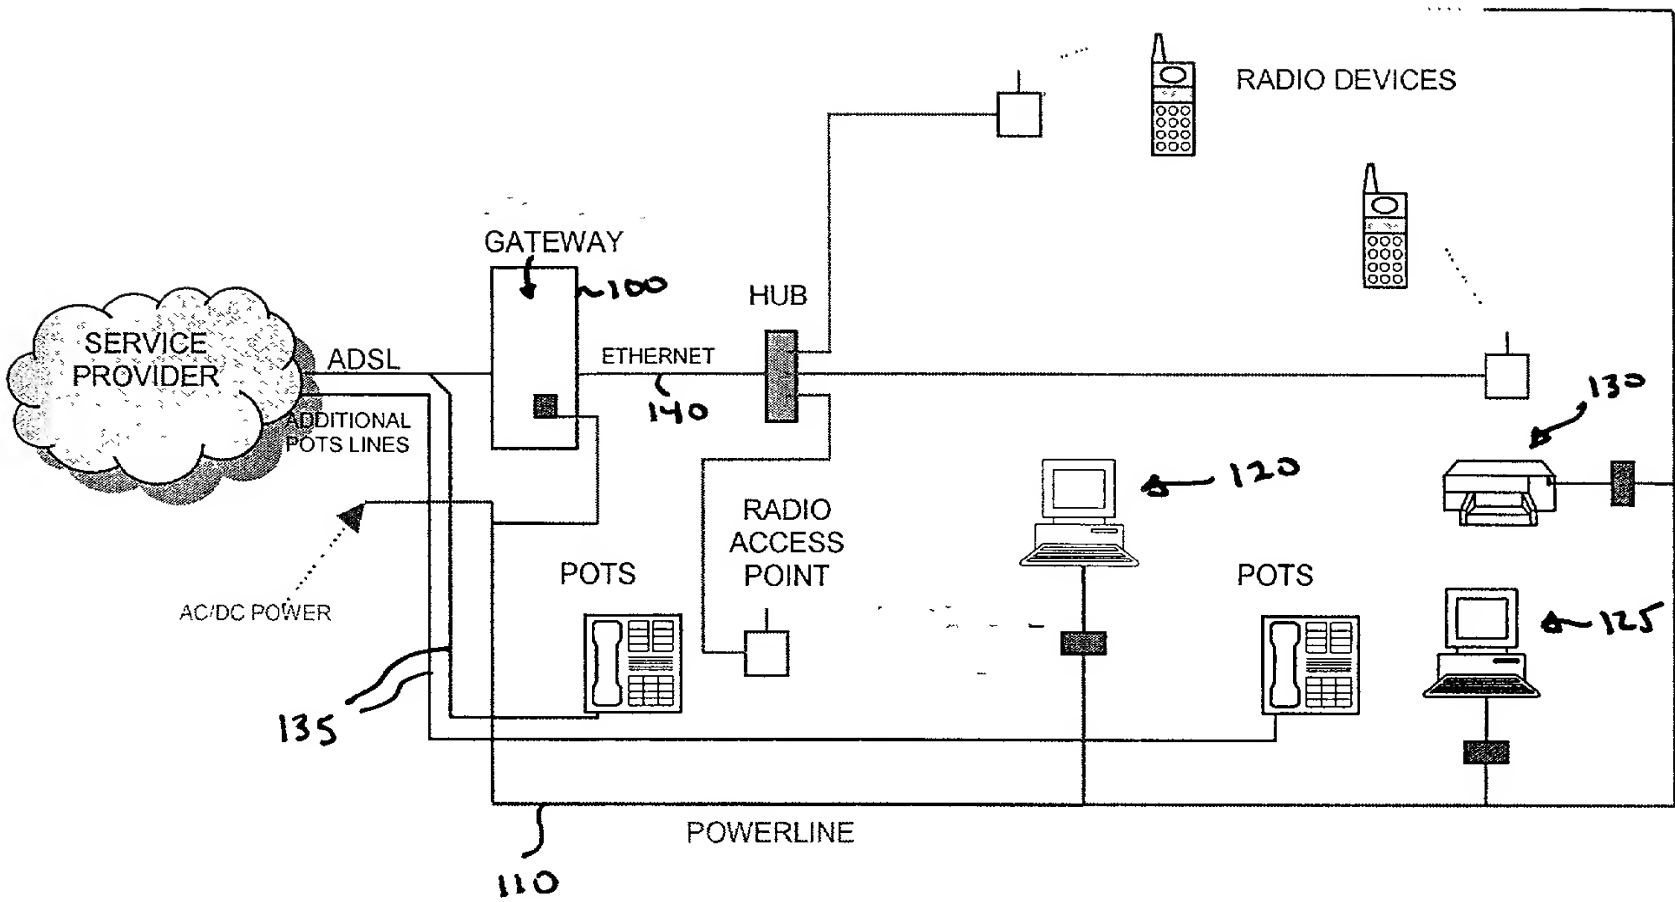 RADIO DEVICES
GATEWAY
100
HUB
SERVICE
PROVIDER
ADSL
ETHERNET
140
130
ADDITIONAL
POTS LINES
120
RADIO
ACCESS
POINT
POTS
POTS
AC/DC POWER
125
135
POWERLINE
110